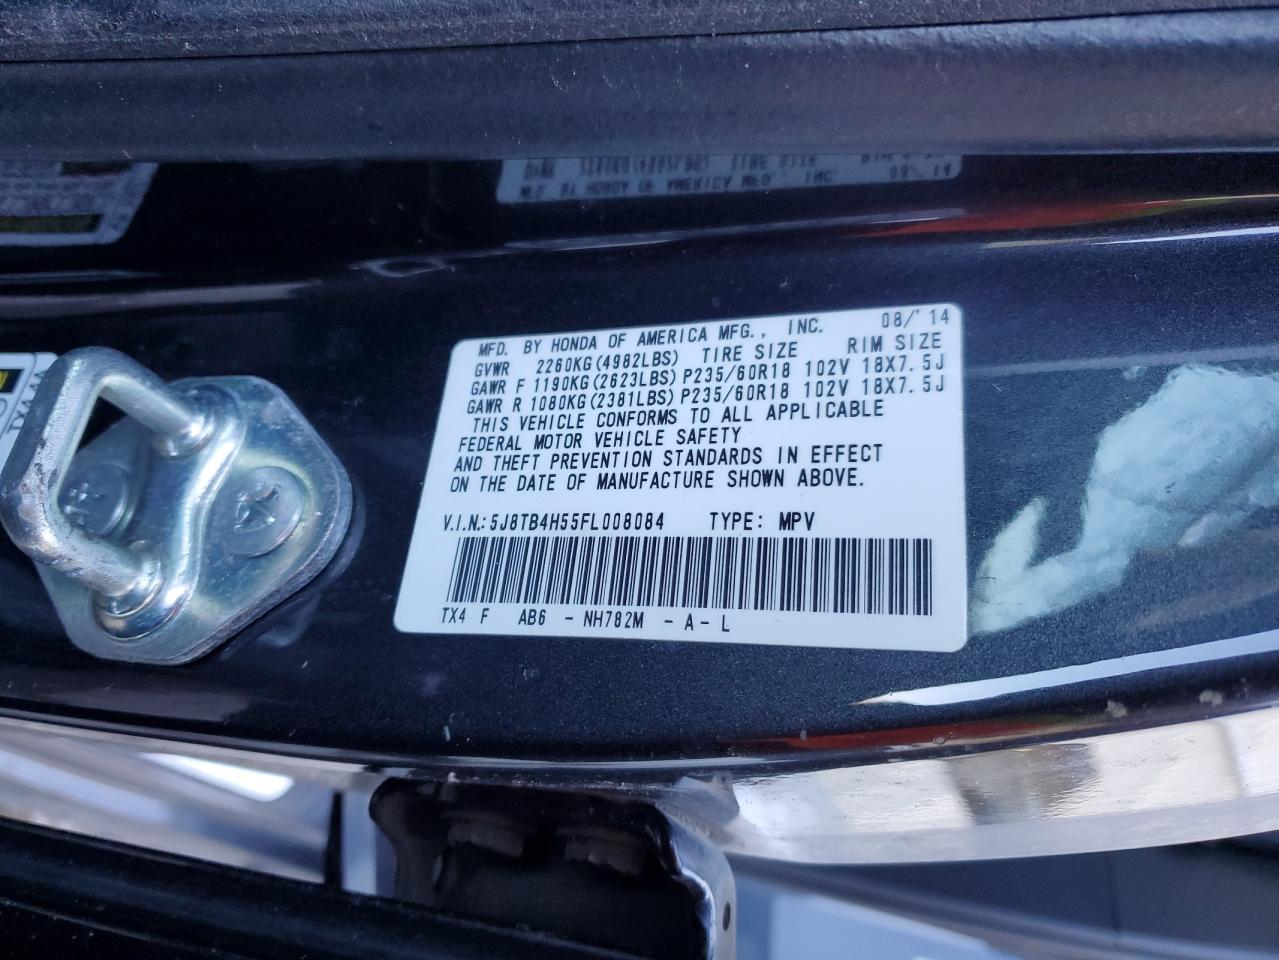 MFD. BY HONDA OF AMERICA MFG., INC. 08/'14
GVWR 2260KG(4982LBS) TIRE SIZE RIM SIZE
GAWR F 1190KG(2623LBS) P235/60R18 102V 18X7.5J
GAWR R 1080KG(2381LBS) P235/60R18 102V 18X7.5J
THIS VEHICLE CONFORMS TO ALL APPLICABLE
FEDERAL MOTOR VEHICLE SAFETY
AND THEFT PREVENTION STANDARDS IN EFFECT
ON THE DATE OF MANUFACTURE SHOWN ABOVE.
V.I.N.: 5J8TB4H55FL008084 TYPE: MPV
TX4 F AB6 - NH782M - A - L